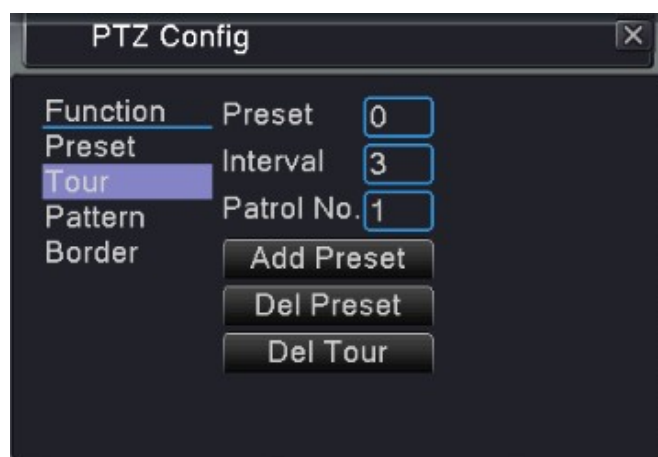 PTZ Config
Function
Preset
Tour
Pattern
Border
Preset 0
Interval 3
Patrol No. 1
Add Preset
Del Preset
Del Tour